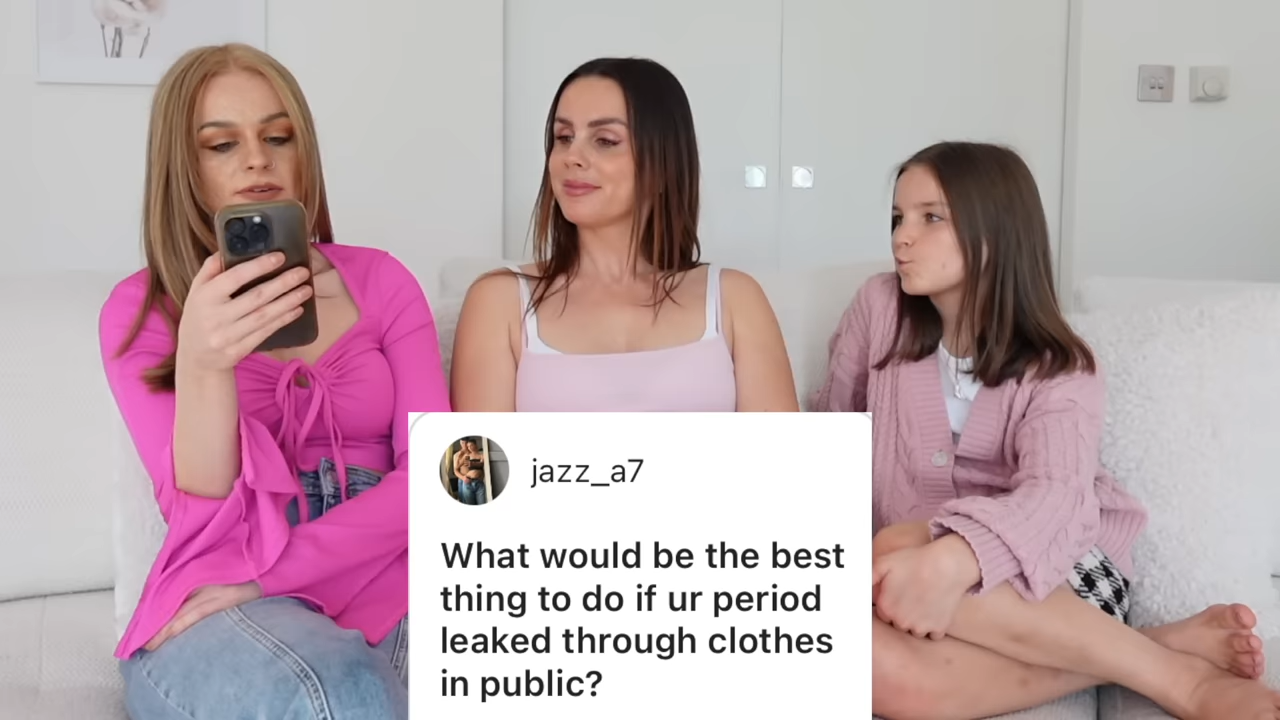 jazz_a7
What would be the best
thing to do if ur period
leaked through clothes
in public?